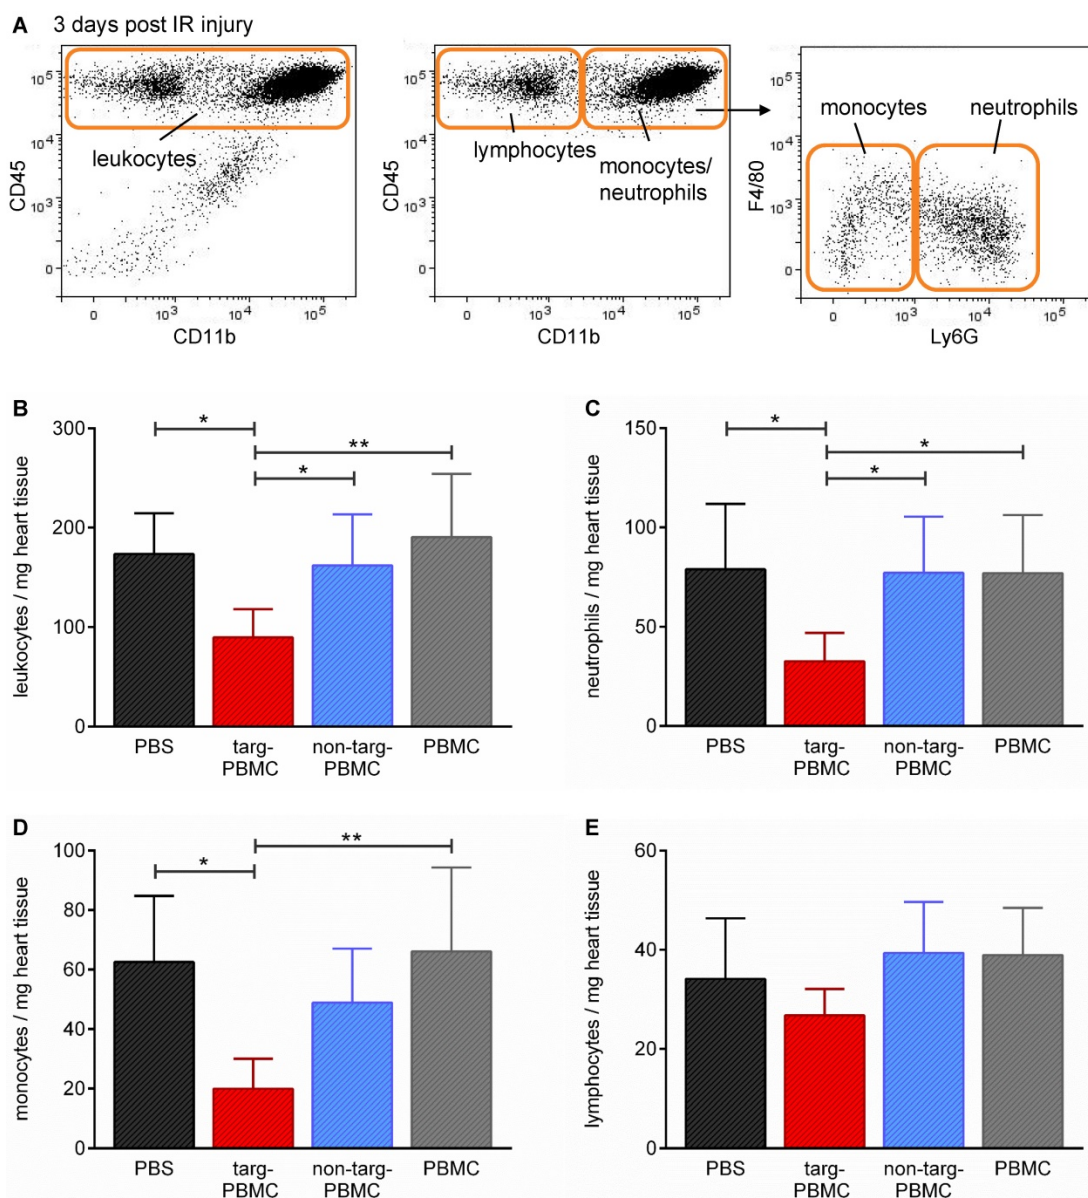 A 3 days post IR injury
CD45
10⁵
10⁴
10³
0
leukocytes
0 10³ 10⁴ 10⁵
CD11b
CD45
10⁵
10⁴
10³
0
lymphocytes
monocytes/
neutrophils
0 10³ 10⁴ 10⁵
CD11b
F4/80
10⁵
10⁴
10³
0
monocytes neutrophils
0 10³ 10⁴ 10⁵
Ly6G
B
leukocytes / mg heart tissue
300
200
100
0
*
**
*
PBS targ-PBMC non-targ-PBMC PBMC
C
neutrophils / mg heart tissue
150
100
50
0
*
*
*
PBS targ-PBMC non-targ-PBMC PBMC
D
monocytes / mg heart tissue
100
80
60
40
20
0
**
*
PBS targ-PBMC non-targ-PBMC PBMC
E
lymphocytes / mg heart tissue
60
40
20
0
PBS targ-PBMC non-targ-PBMC PBMC